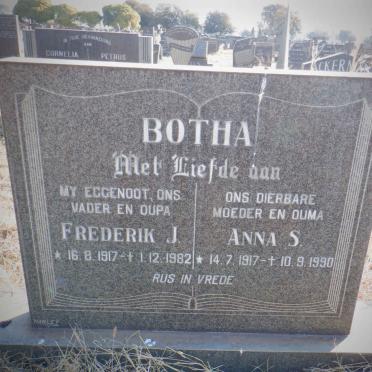 CORNELIA PETRUS
BOTHA
Met Liefde aan
MY EGGENOOT, ONS
VADER EN OUPA
FREDERIK J.
★ 16.8.1917 - † 1.12.1982
ONS DIERBARE
MOEDER EN OUMA
ANNA S.
★ 14.7.1917 - † 10.9.1990
RUS IN VREDE